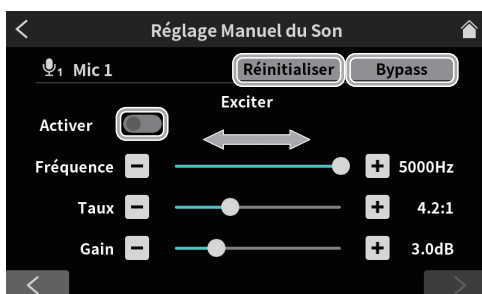 Réglage Manuel du Son
1 Mic 1 Réinitialiser Bypass
Exciter
Activer
Fréquence 5000Hz
Taux 4.2:1
Gain 3.0dB